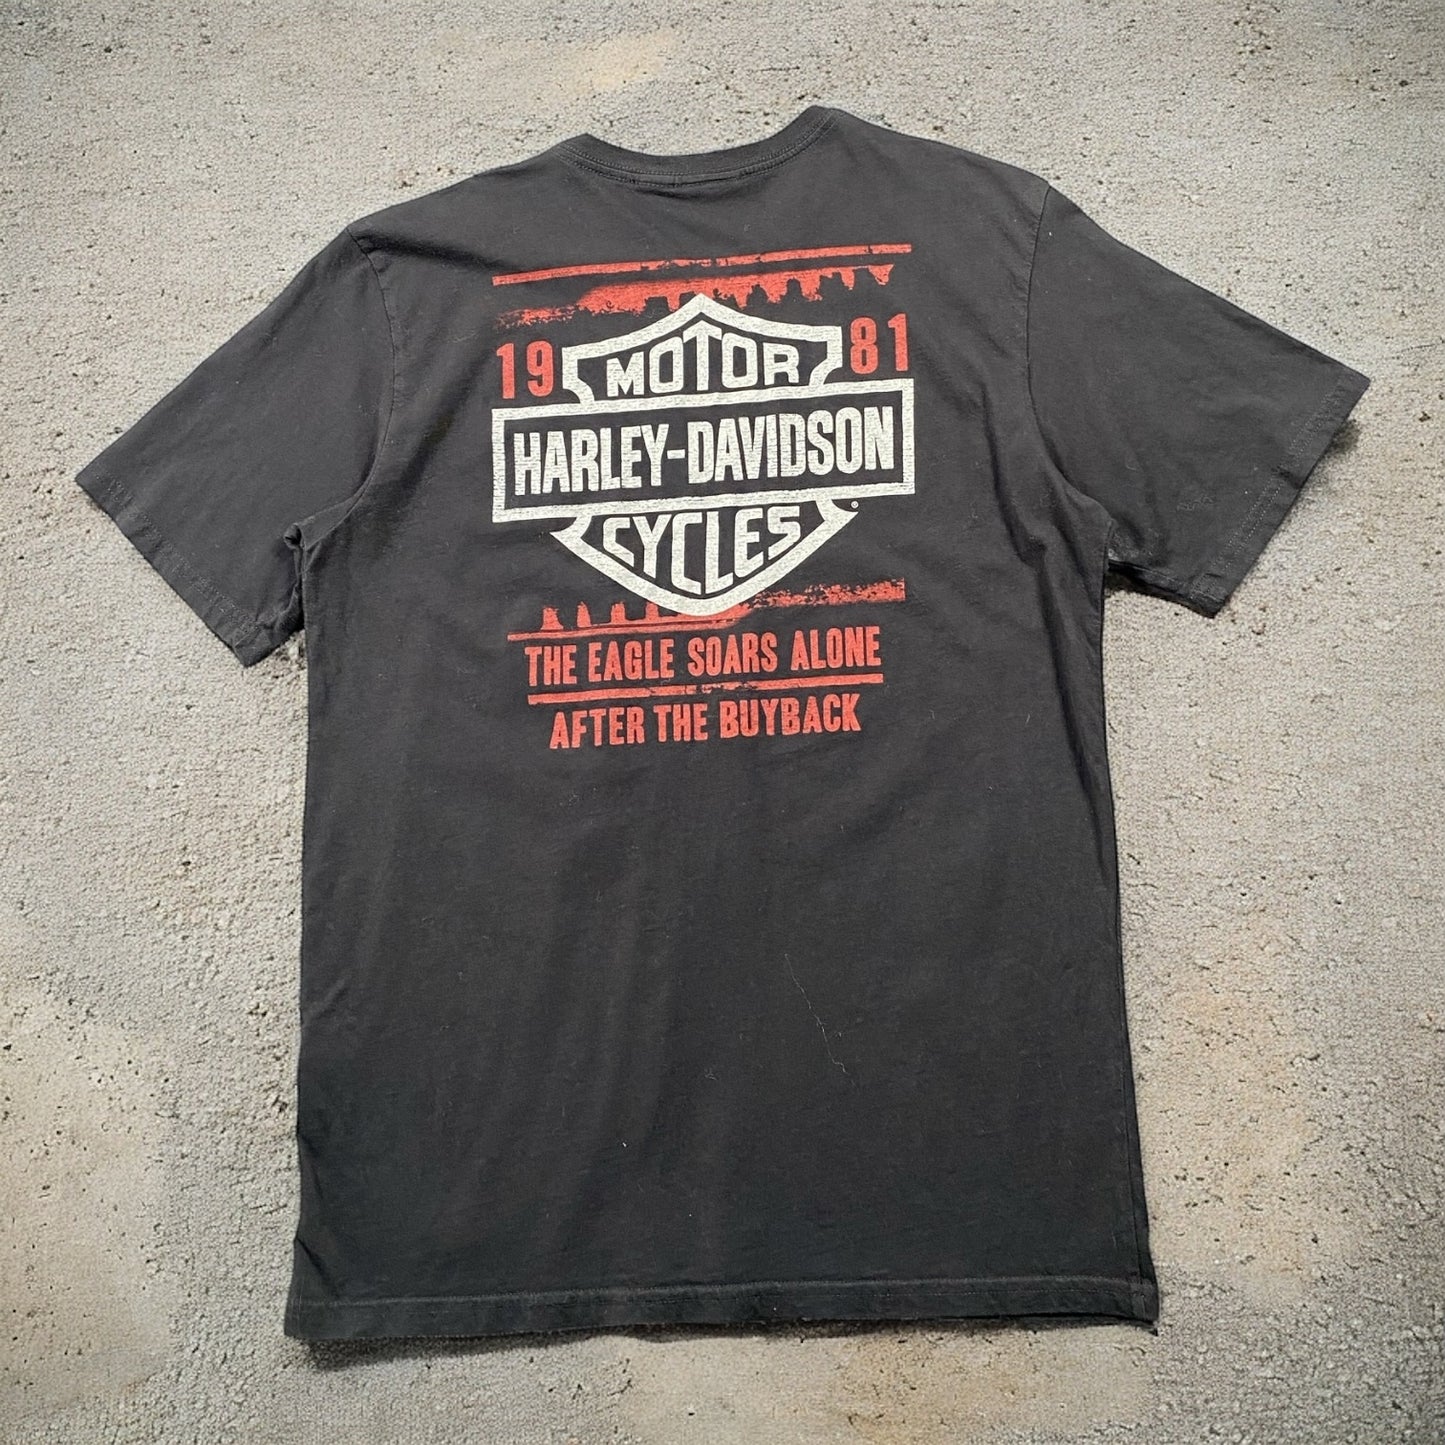 19 81
MOTOR
HARLEY-DAVIDSON
CYCLES ®
THE EAGLE SOARS ALONE
AFTER THE BUYBACK